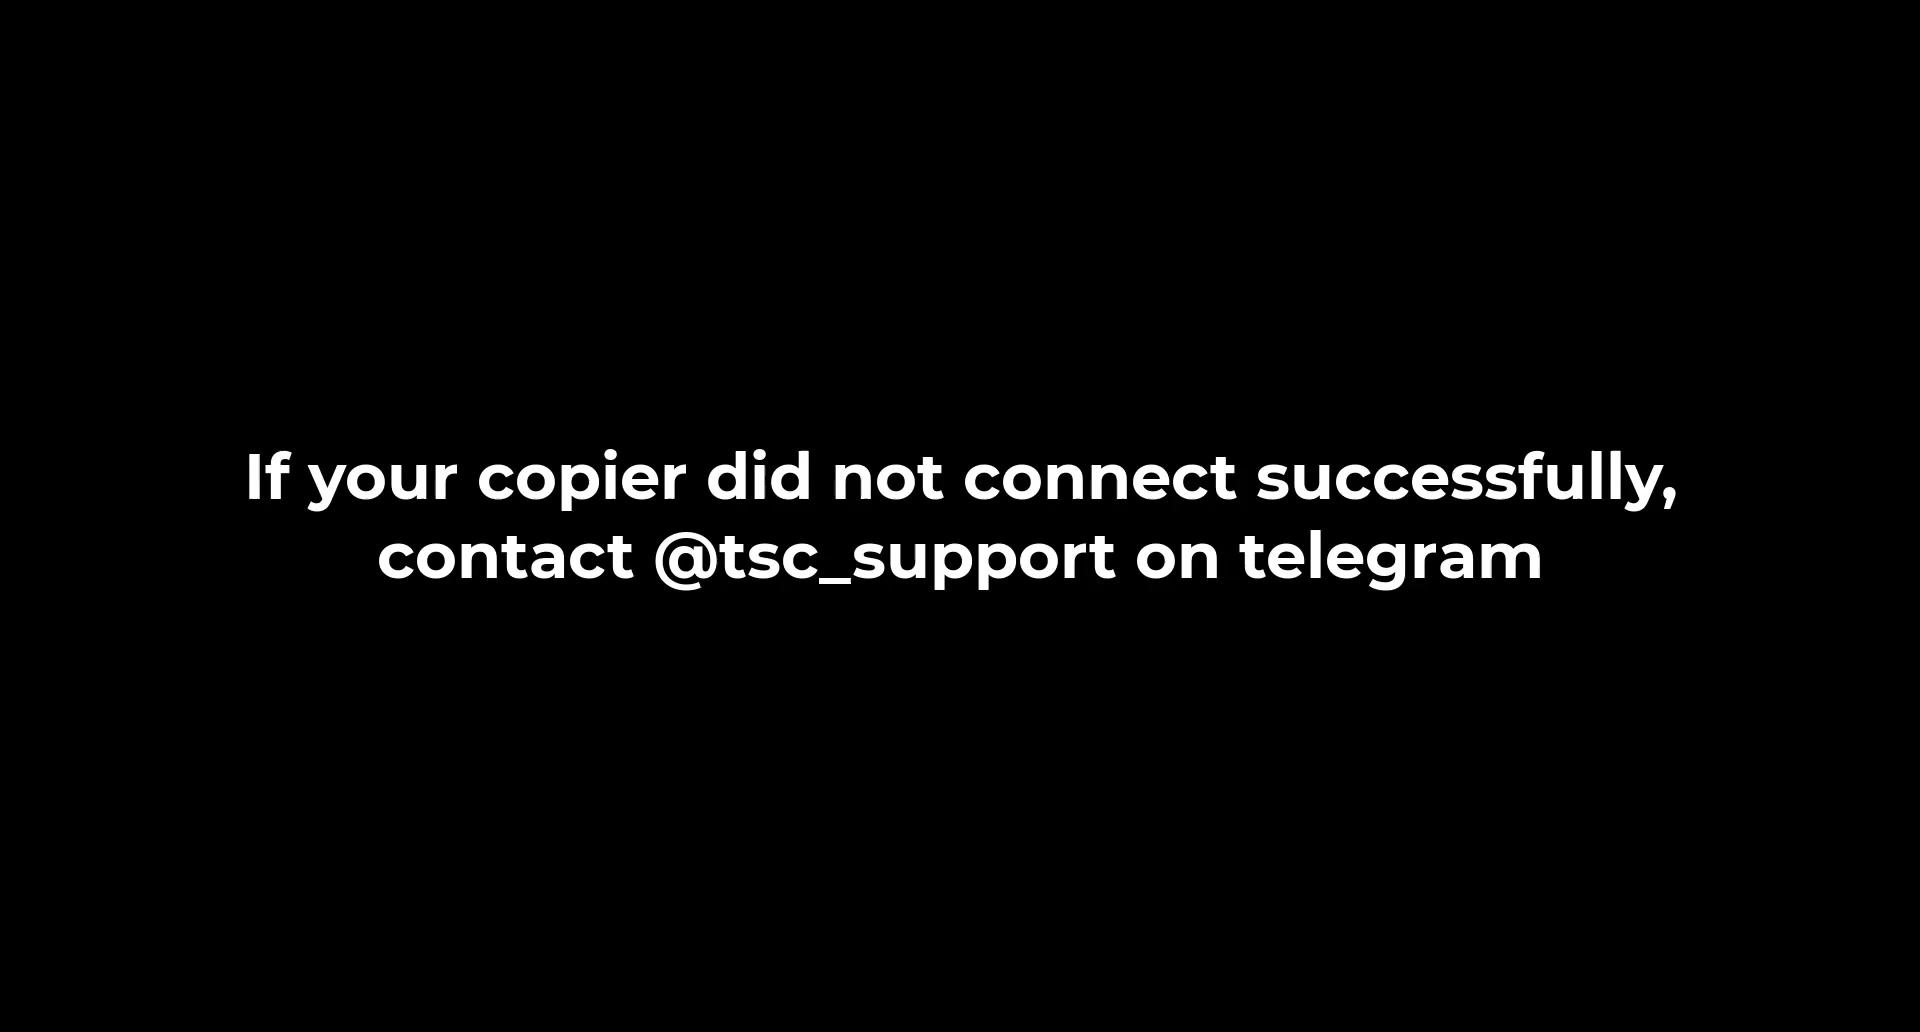 If your copier did not connect successfully,
contact @tsc_support on telegram